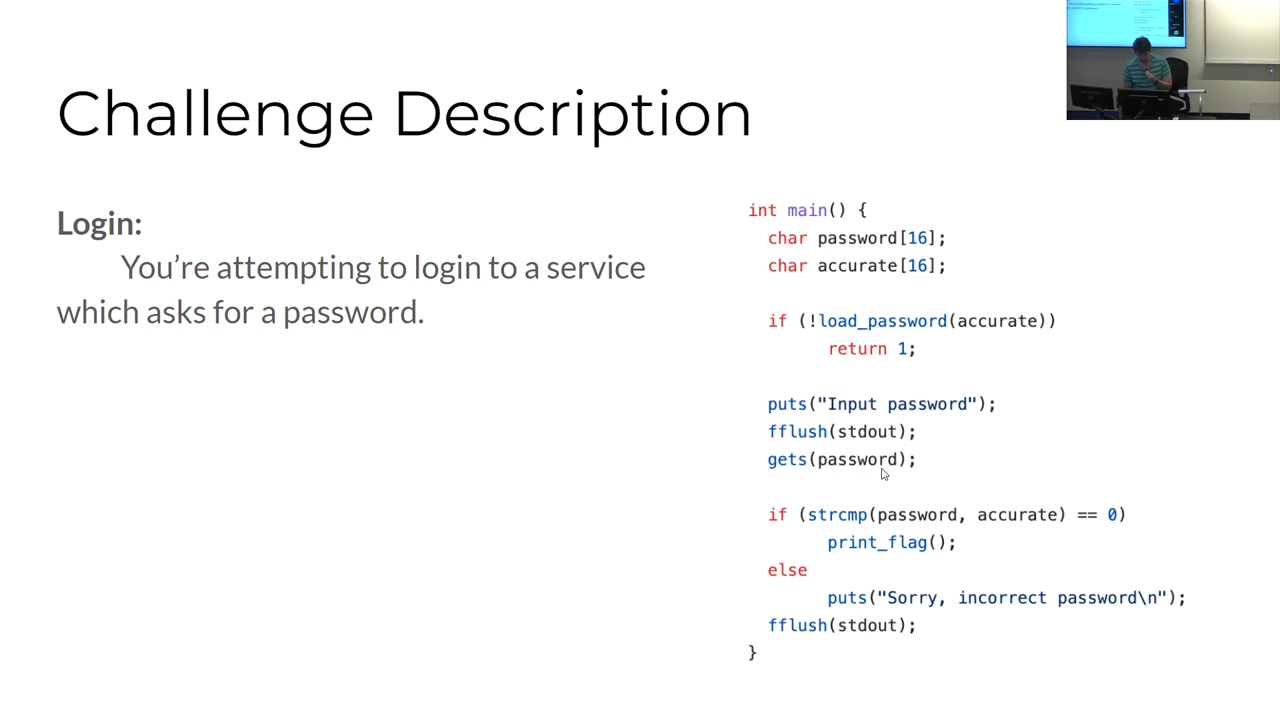 Challenge Description
Login:
You’re attempting to login to a service
which asks for a password.
int main() {
char password[16];
char accurate[16];
if (!load_password(accurate))
return 1;
puts("Input password");
fflush(stdout);
gets(password);
if (strcmp(password, accurate) == 0)
print_flag();
else
puts("Sorry, incorrect password\n");
fflush(stdout);
}